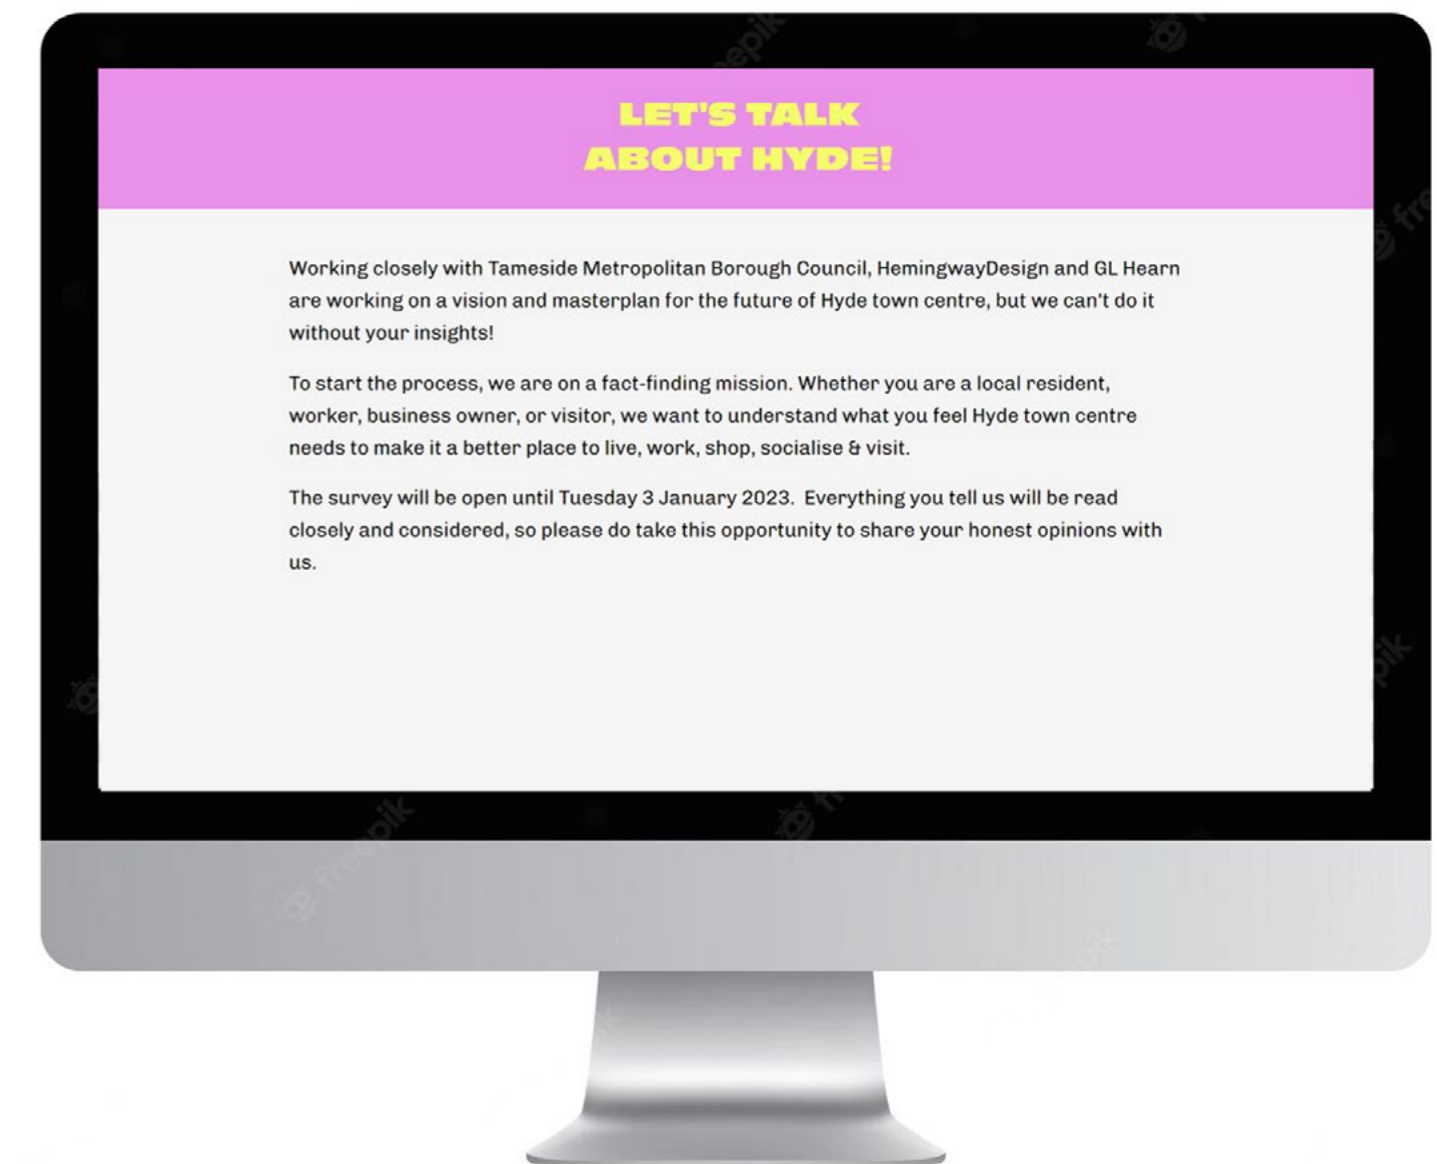 LET'S TALK
ABOUT HYDE!
Working closely with Tameside Metropolitan Borough Council, HemingwayDesign and GL Hearn
are working on a vision and masterplan for the future of Hyde town centre, but we can't do it
without your insights!
To start the process, we are on a fact-finding mission. Whether you are a local resident,
worker, business owner, or visitor, we want to understand what you feel Hyde town centre
needs to make it a better place to live, work, shop, socialise & visit.
The survey will be open until Tuesday 3 January 2023.  Everything you tell us will be read
closely and considered, so please do take this opportunity to share your honest opinions with
us.
freepik